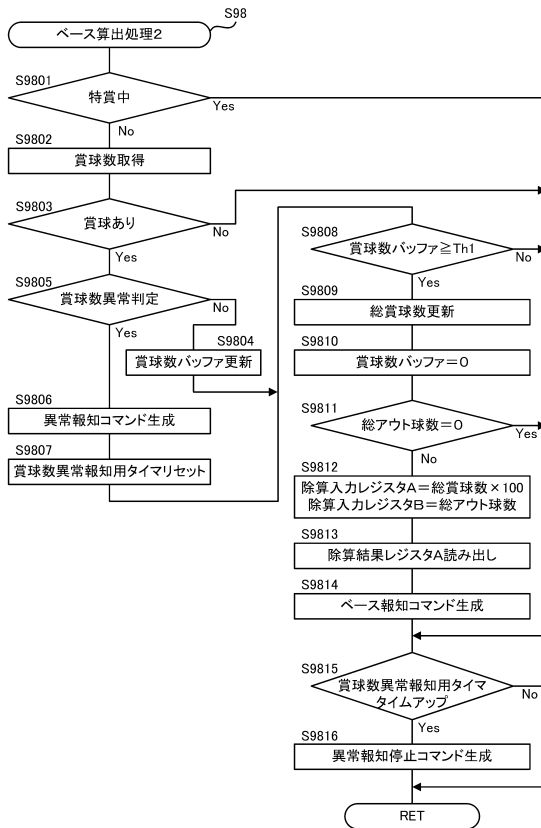 ベース算出処理2
S98
S9801
特賞中
Yes
No
S9802
賞球数取得
S9803
賞球あり
No
Yes
S9805
賞球数異常判定
No
Yes
S9804
賞球数バッファ更新
S9806
異常報知コマンド生成
S9807
賞球数異常報知用タイマリセット
S9808
賞球数バッファ≧Th1
No
Yes
S9809
総賞球数更新
S9810
賞球数バッファ=0
S9811
総アウト球数=0
Yes
No
S9812
除算入力レジスタA=総賞球数×100
除算入力レジスタB=総アウト球数
S9813
除算結果レジスタA読み出し
S9814
ベース報知コマンド生成
S9815
賞球数異常報知用タイマ
タイムアップ
No
Yes
S9816
異常報知停止コマンド生成
RET